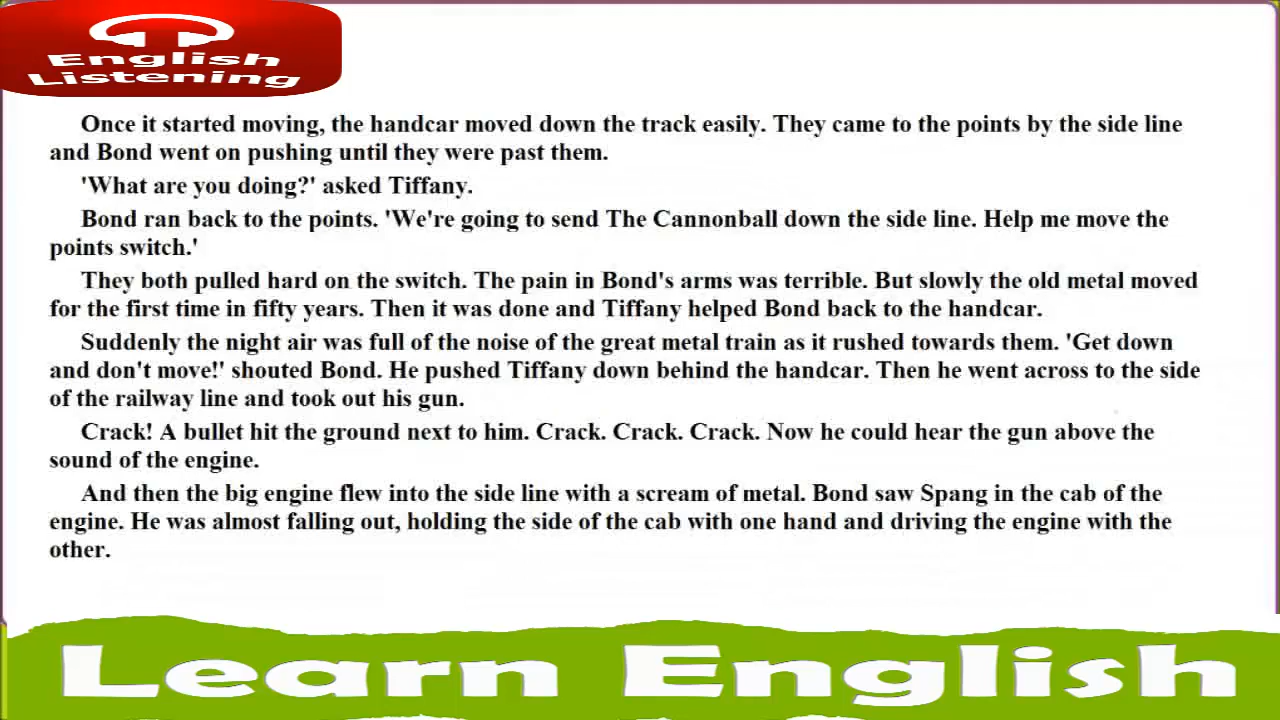 English
Listening
Once it started moving, the handcar moved down the track easily. They came to the points by the side line
and Bond went on pushing until they were past them.
'What are you doing?' asked Tiffany.
Bond ran back to the points. 'We're going to send The Cannonball down the side line. Help me move the
points switch.'
They both pulled hard on the switch. The pain in Bond's arms was terrible. But slowly the old metal moved
for the first time in fifty years. Then it was done and Tiffany helped Bond back to the handcar.
Suddenly the night air was full of the noise of the great metal train as it rushed towards them. 'Get down
and don't move!' shouted Bond. He pushed Tiffany down behind the handcar. Then he went across to the side
of the railway line and took out his gun.
Crack! A bullet hit the ground next to him. Crack. Crack. Crack. Now he could hear the gun above the
sound of the engine.
And then the big engine flew into the side line with a scream of metal. Bond saw Spang in the cab of the
engine. He was almost falling out, holding the side of the cab with one hand and driving the engine with the
other.
Learn English